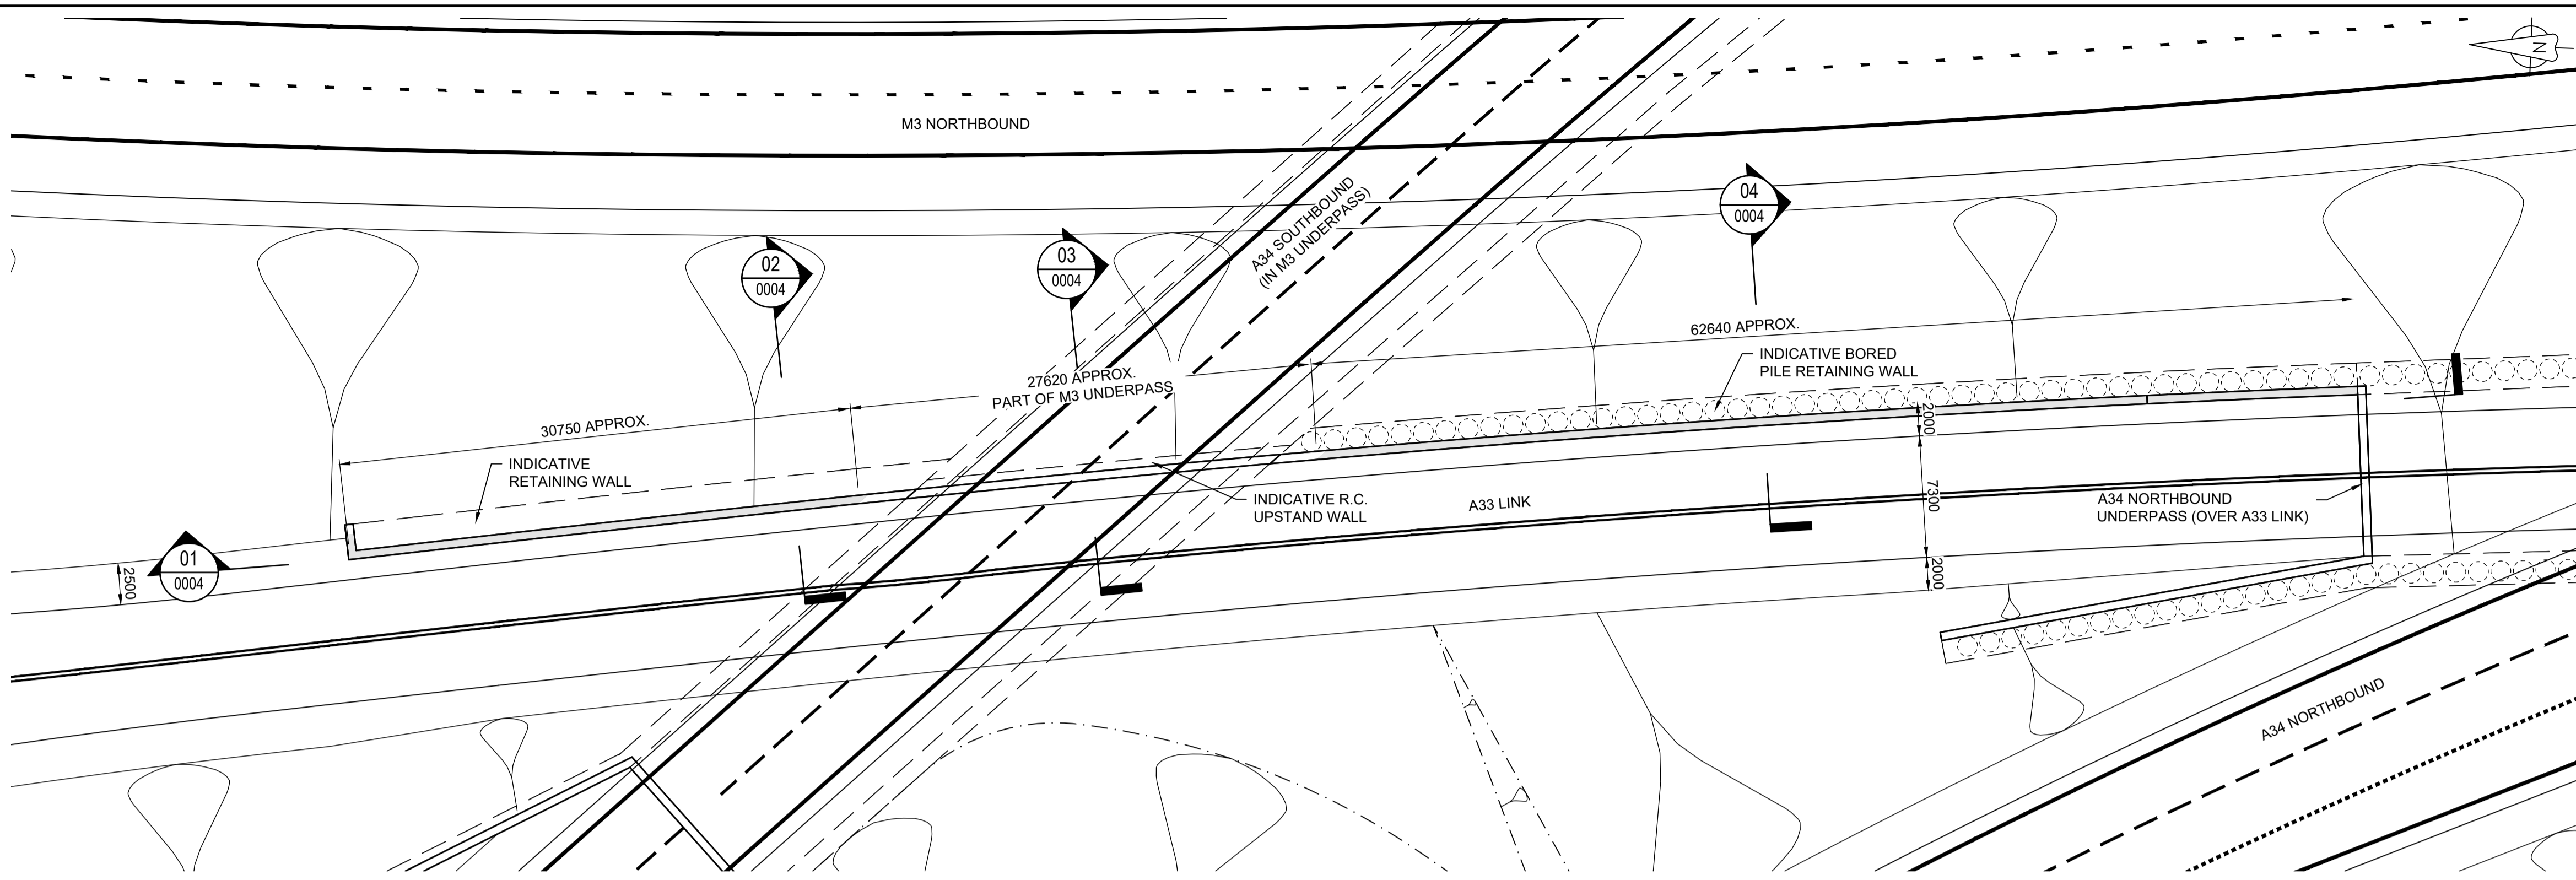 N
M3 NORTHBOUND
A34 SOUTHBOUND
(IN M3 UNDERPASS)
04
0004
02
0004
03
0004
62640 APPROX.
INDICATIVE BORED
PILE RETAINING WALL
27620 APPROX.
PART OF M3 UNDERPASS
30750 APPROX.
INDICATIVE
RETAINING WALL
2000
INDICATIVE R.C.
UPSTAND WALL
A33 LINK
7300
A34 NORTHBOUND
UNDERPASS (OVER A33 LINK)
01
0004
2500
2000
A34 NORTHBOUND